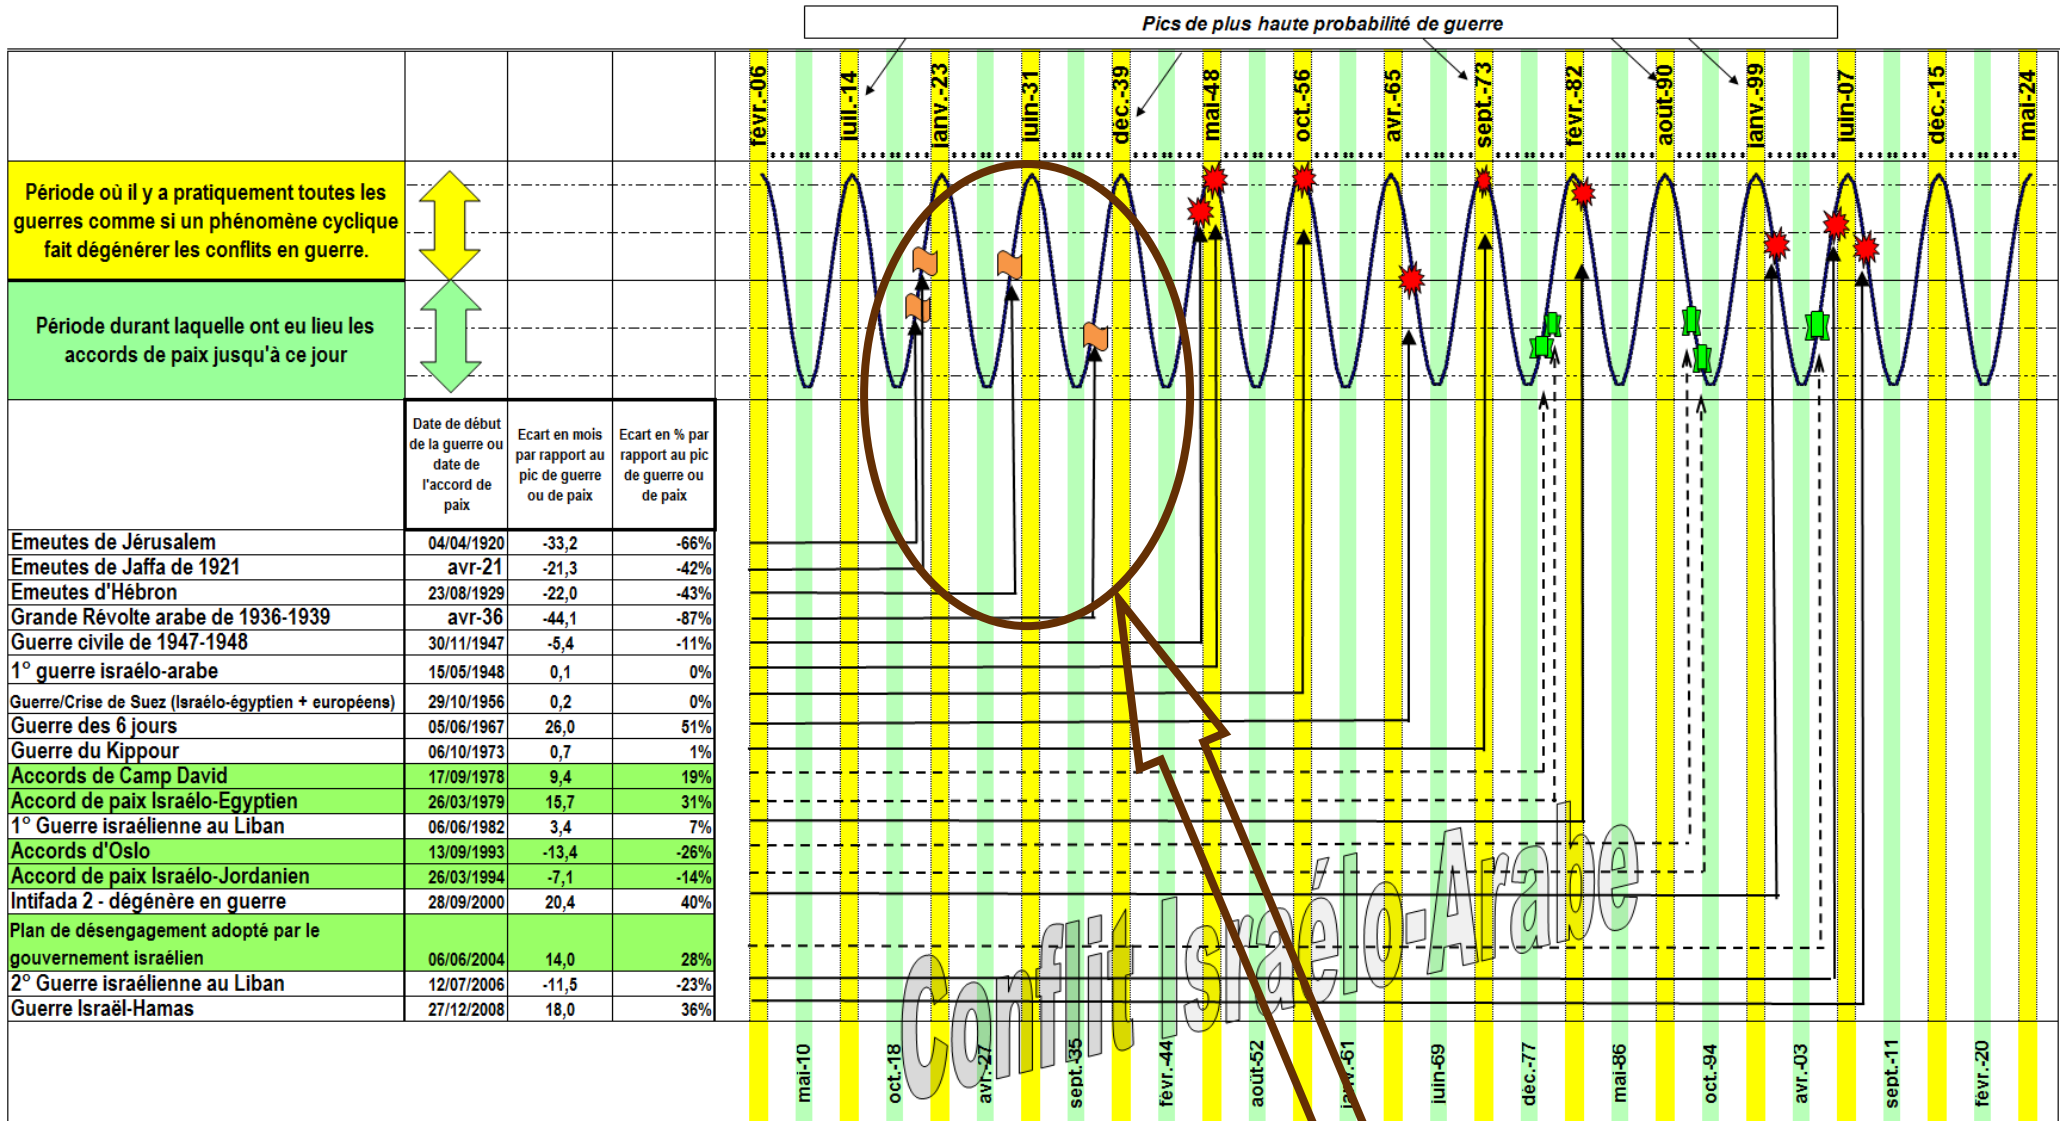 Pics de plus haute probabilité de guerre
févr.-06
juil.-14
janv.-23
juin-31
déc.-39
mai-48
oct.-56
avr.-65
sept.-73
févr.-82
août-90
janv.-99
juin-07
déc.-15
mai-24
Période où il y a pratiquement toutes les
guerres comme si un phénomène cyclique
fait dégénérer les conflits en guerre.
Période durant laquelle ont eu lieu les
accords de paix jusqu'à ce jour
Date de début
de la guerre ou
date de
l'accord de
paix
Ecart en mois
par rapport au
pic de guerre
ou de paix
Ecart en % par
rapport au pic
de guerre ou
de paix
Emeutes de Jérusalem 04/04/1920 -33,2 -66%
Emeutes de Jaffa de 1921 avr-21 -21,3 -42%
Emeutes d'Hébron 23/08/1929 -22,0 -43%
Grande Révolte arabe de 1936-1939 avr-36 -44,1 -87%
Guerre civile de 1947-1948 30/11/1947 -5,4 -11%
1° guerre israélo-arabe 15/05/1948 0,1 0%
Guerre/Crise de Suez (Israélo-égyptien + européens) 29/10/1956 0,2 0%
Guerre des 6 jours 05/06/1967 26,0 51%
Guerre du Kippour 06/10/1973 0,7 1%
Accords de Camp David 17/09/1978 9,4 19%
Accord de paix Israélo-Egyptien 26/03/1979 15,7 31%
1° Guerre israélienne au Liban 06/06/1982 3,4 7%
Accords d'Oslo 13/09/1993 -13,4 -26%
Accord de paix Israélo-Jordanien 26/03/1994 -7,1 -14%
Intifada 2 - dégénère en guerre 28/09/2000 20,4 40%
Plan de désengagement adopté par le
gouvernement israélien 06/06/2004 14,0 28%
2° Guerre israélienne au Liban 12/07/2006 -11,5 -23%
Guerre Israël-Hamas 27/12/2008 18,0 36%
Conflit Israélo-Arabe
mai-10
oct.-18
avr.-27
sept.-35
févr.-44
août-52
janv.-61
juin-69
déc.-77
mai-86
oct.-94
avr.-03
sept.-11
févr.-20